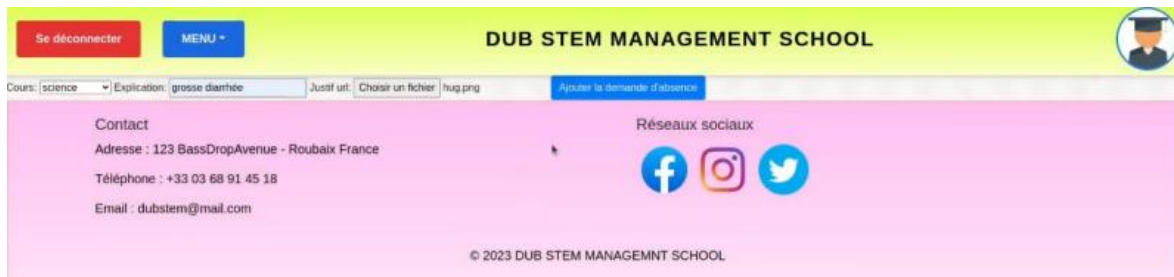 Se déconnecter MENU DUB STEM MANAGEMENT SCHOOL
Cours: science Explication: grosse diarrhée Justif url: Choisir un fichier hug.png Ajouter la demande d'absence
Contact Réseaux sociaux
Adresse : 123 BassDropAvenue - Roubaix France
Téléphone : +33 03 68 91 45 18
Email : dubstem@mail.com
© 2023 DUB STEM MANAGEMNT SCHOOL